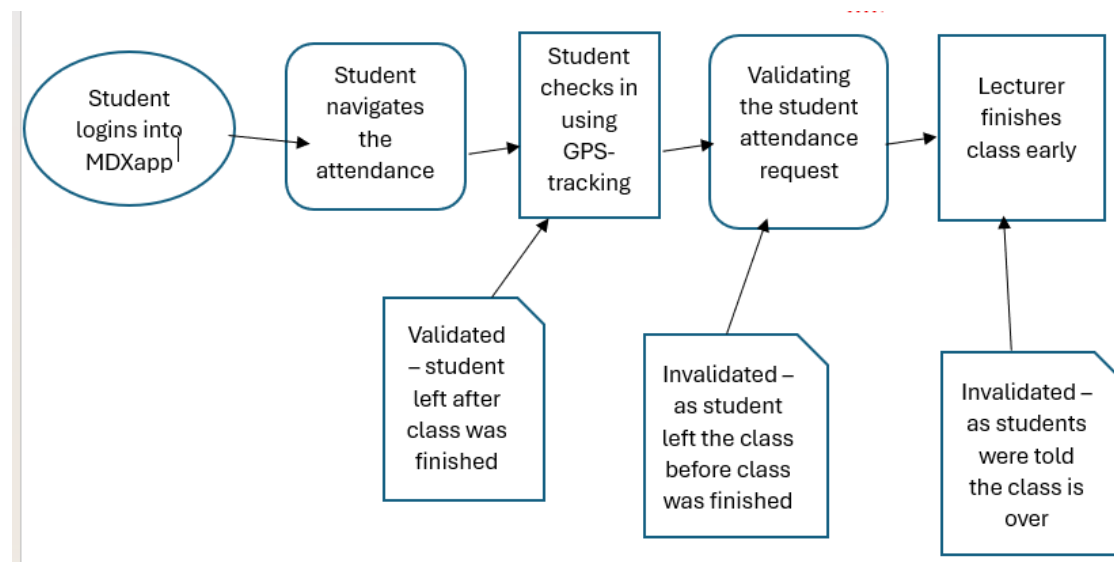 Student
logins into
MDXapp
Student
navigates
the
attendance
Student
checks in
using
GPS-
tracking
Validating
the student
attendance
request
Lecturer
finishes
class early
Validated
– student
left after
class was
finished
Invalidated –
as student
left the class
before class
was finished
Invalidated –
as students
were told
the class is
over